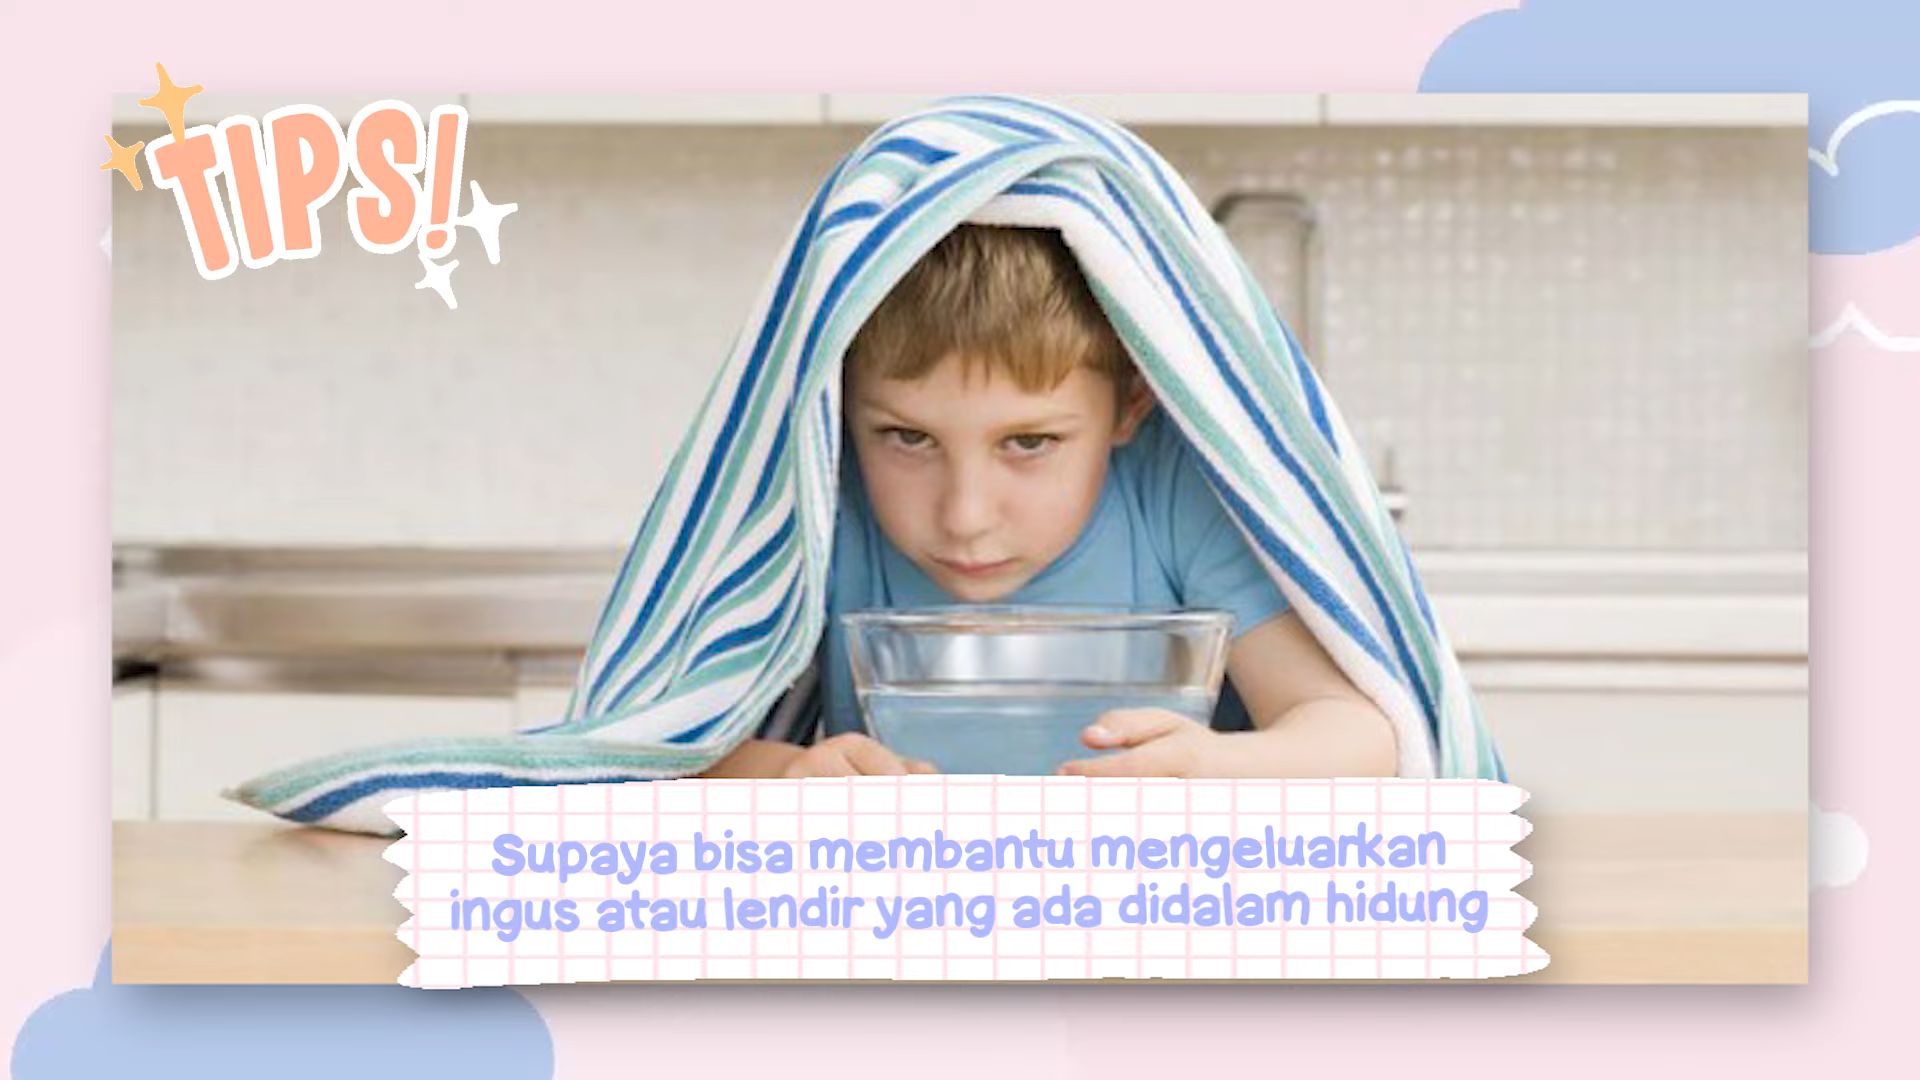 TIPS!
Supaya bisa membantu mengeluarkan
ingus atau lendir yang ada didalam hidung